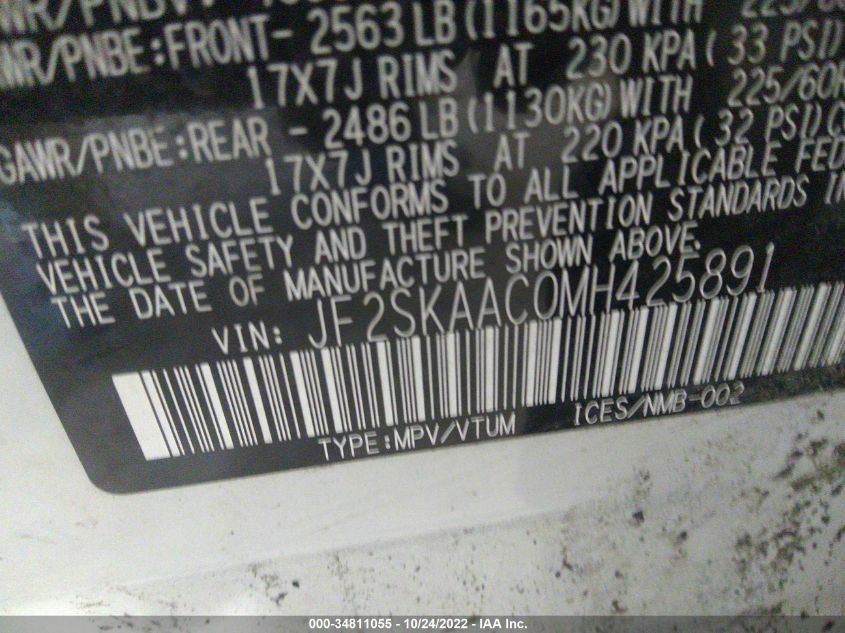 GAWR/PNBE:FRONT- 2563 LB(1165KG)WITH
17X7J RIMS AT 230 KPA( 33 PSI)
GAWR/PNBE:REAR - 2486 LB(1130KG)WITH 225/60R
17X7J RIMS AT 220 KPA( 32 PSI)C
THIS VEHICLE CONFORMS TO ALL APPLICABLE FED
VEHICLE SAFETY AND THEFT PREVENTION STANDARDS IN
THE DATE OF MANUFACTURE SHOWN ABOVE.
VIN: JF2SKAAC0MH425891
TYPE:MPV/VTUM ICES/NMB-002
000-34811055 - 10/24/2022 - IAA Inc.